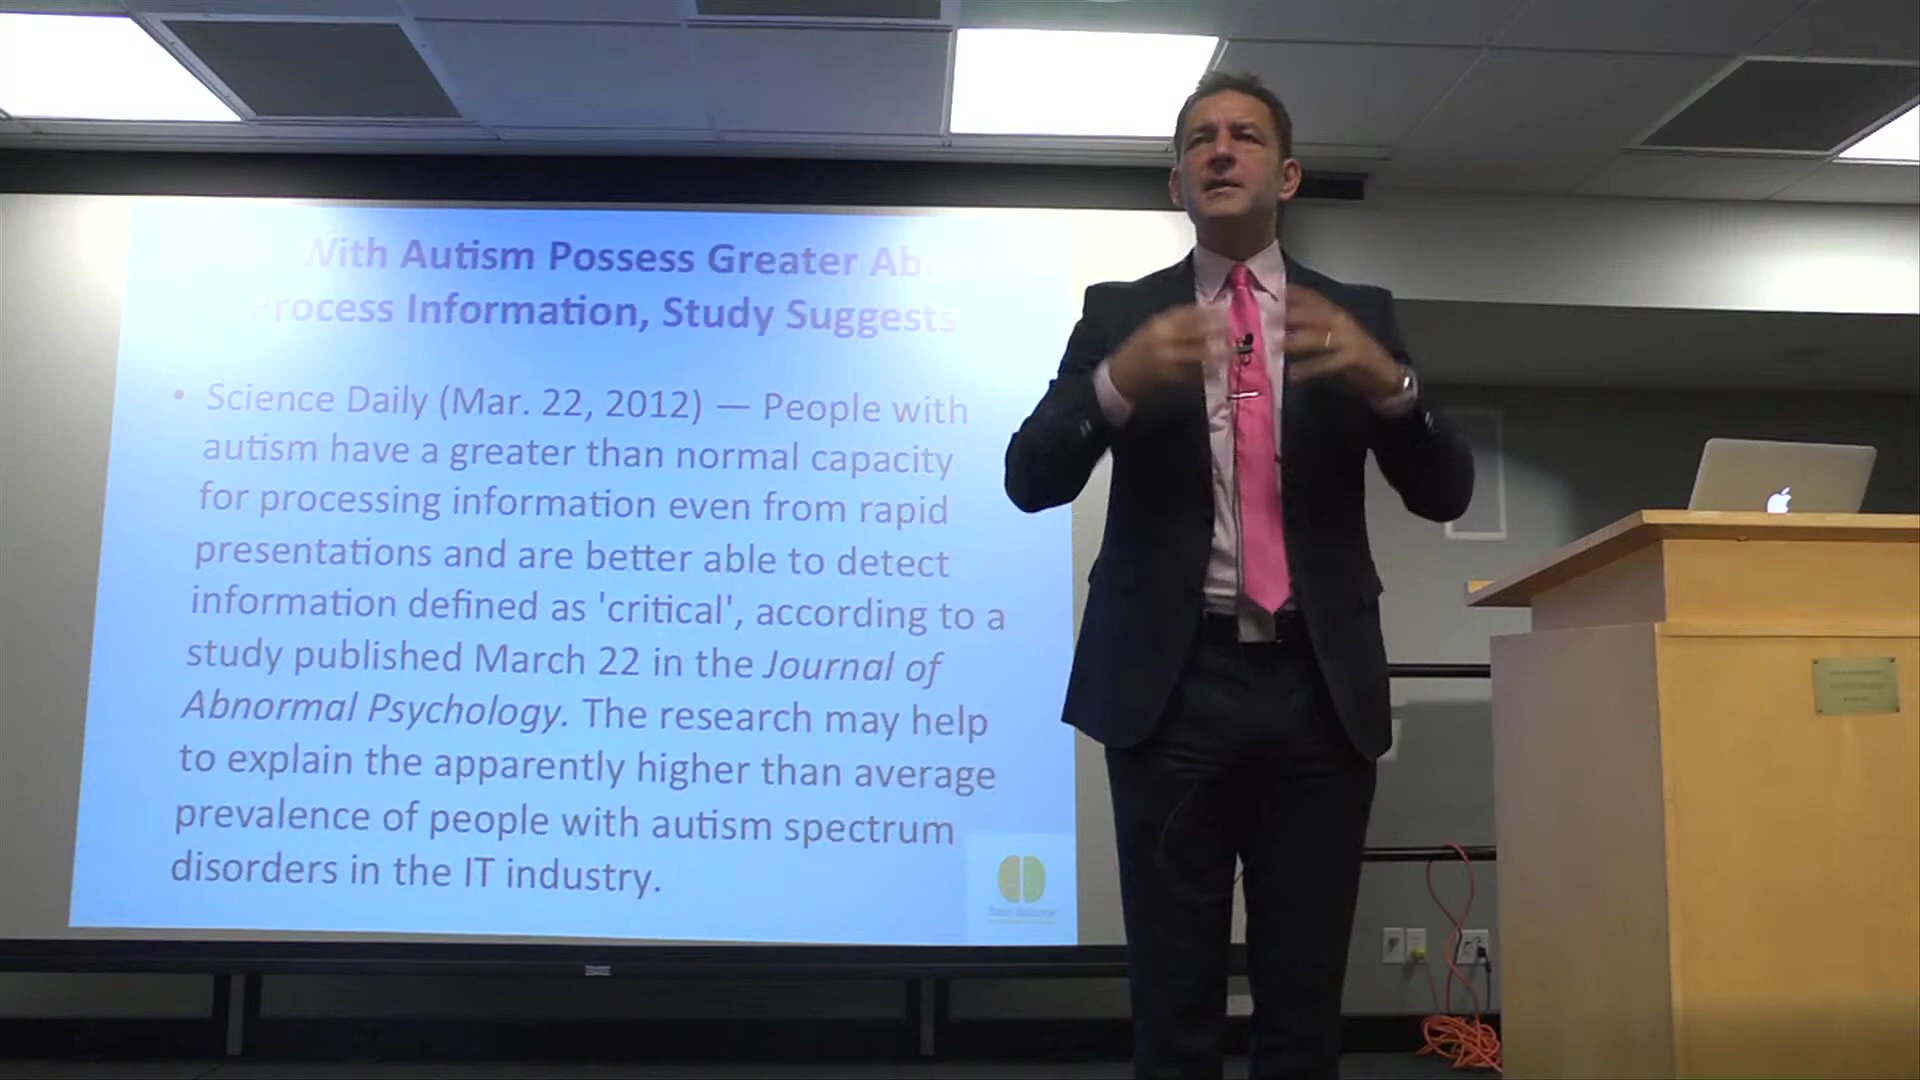 With Autism Possess Greater
Process Information, Study Suggests
• Science Daily (Mar. 22, 2012) — People with
autism have a greater than normal capacity
for processing information even from rapid
presentations and are better able to detect
information defined as 'critical', according to a
study published March 22 in the Journal of
Abnormal Psychology. The research may help
to explain the apparently higher than average
prevalence of people with autism spectrum
disorders in the IT industry.